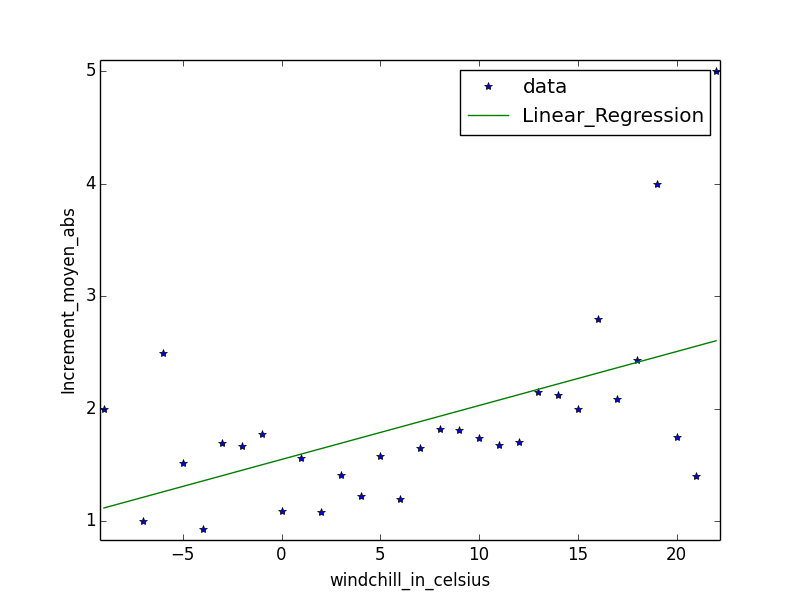 data
Linear_Regression
5
4
3
2
1
Increment_moyen_abs
−5 0 5 10 15 20
windchill_in_celsius